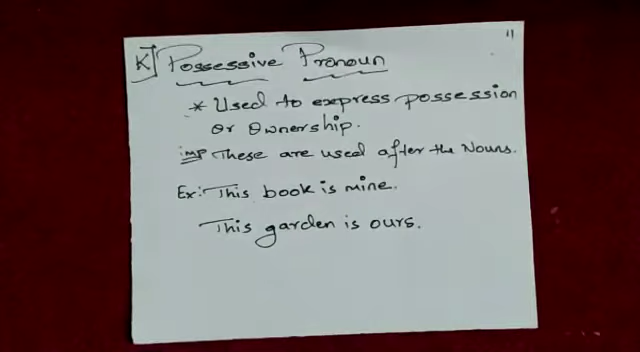 11
K] Possessive Pronoun
* Used to express possession
or Ownership.
imp These are used after the Nouns.
Ex: This book is mine.
This garden is ours.